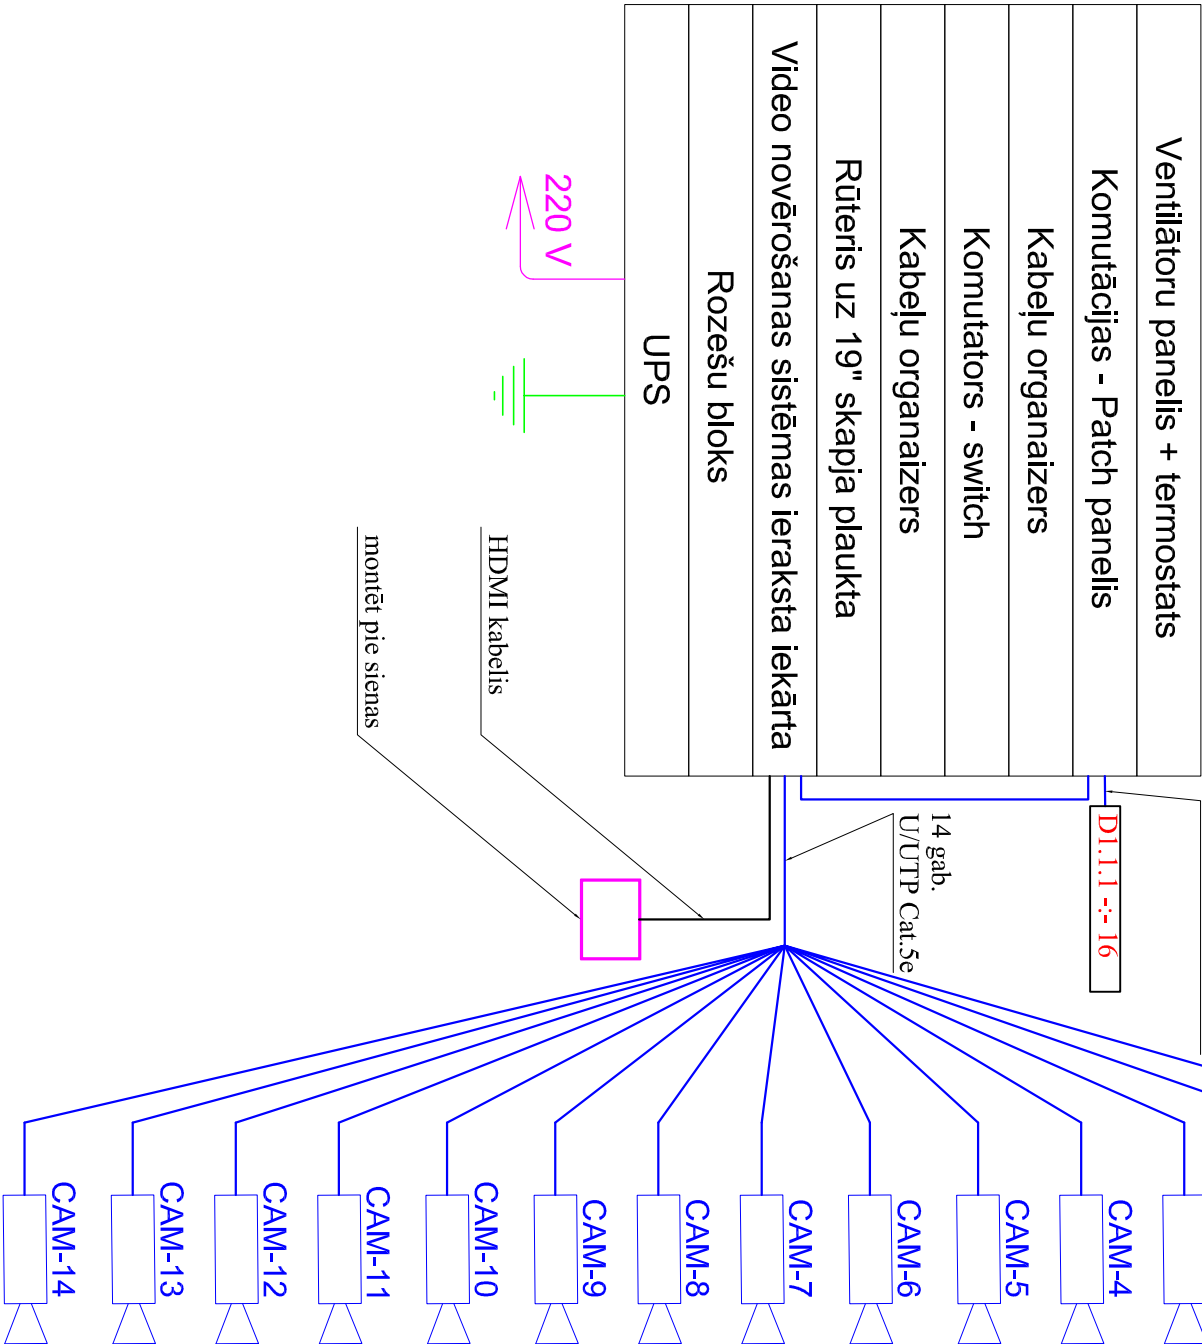 Ventilātoru panelis + termostats
Komutācijas - Patch panelis
Kabeļu organaizers
Komutators - switch
Kabeļu organaizers
Rūteris uz 19" skapja plaukta
Video novērošanas sistēmas ieraksta iekārta
Rozešu bloks
UPS
220 V
D1.1.1 -:- 16
14 gab.
U/UTP Cat.5e
HDMI kabelis
montēt pie sienas
CAM-4
CAM-5
CAM-6
CAM-7
CAM-8
CAM-9
CAM-10
CAM-11
CAM-12
CAM-13
CAM-14